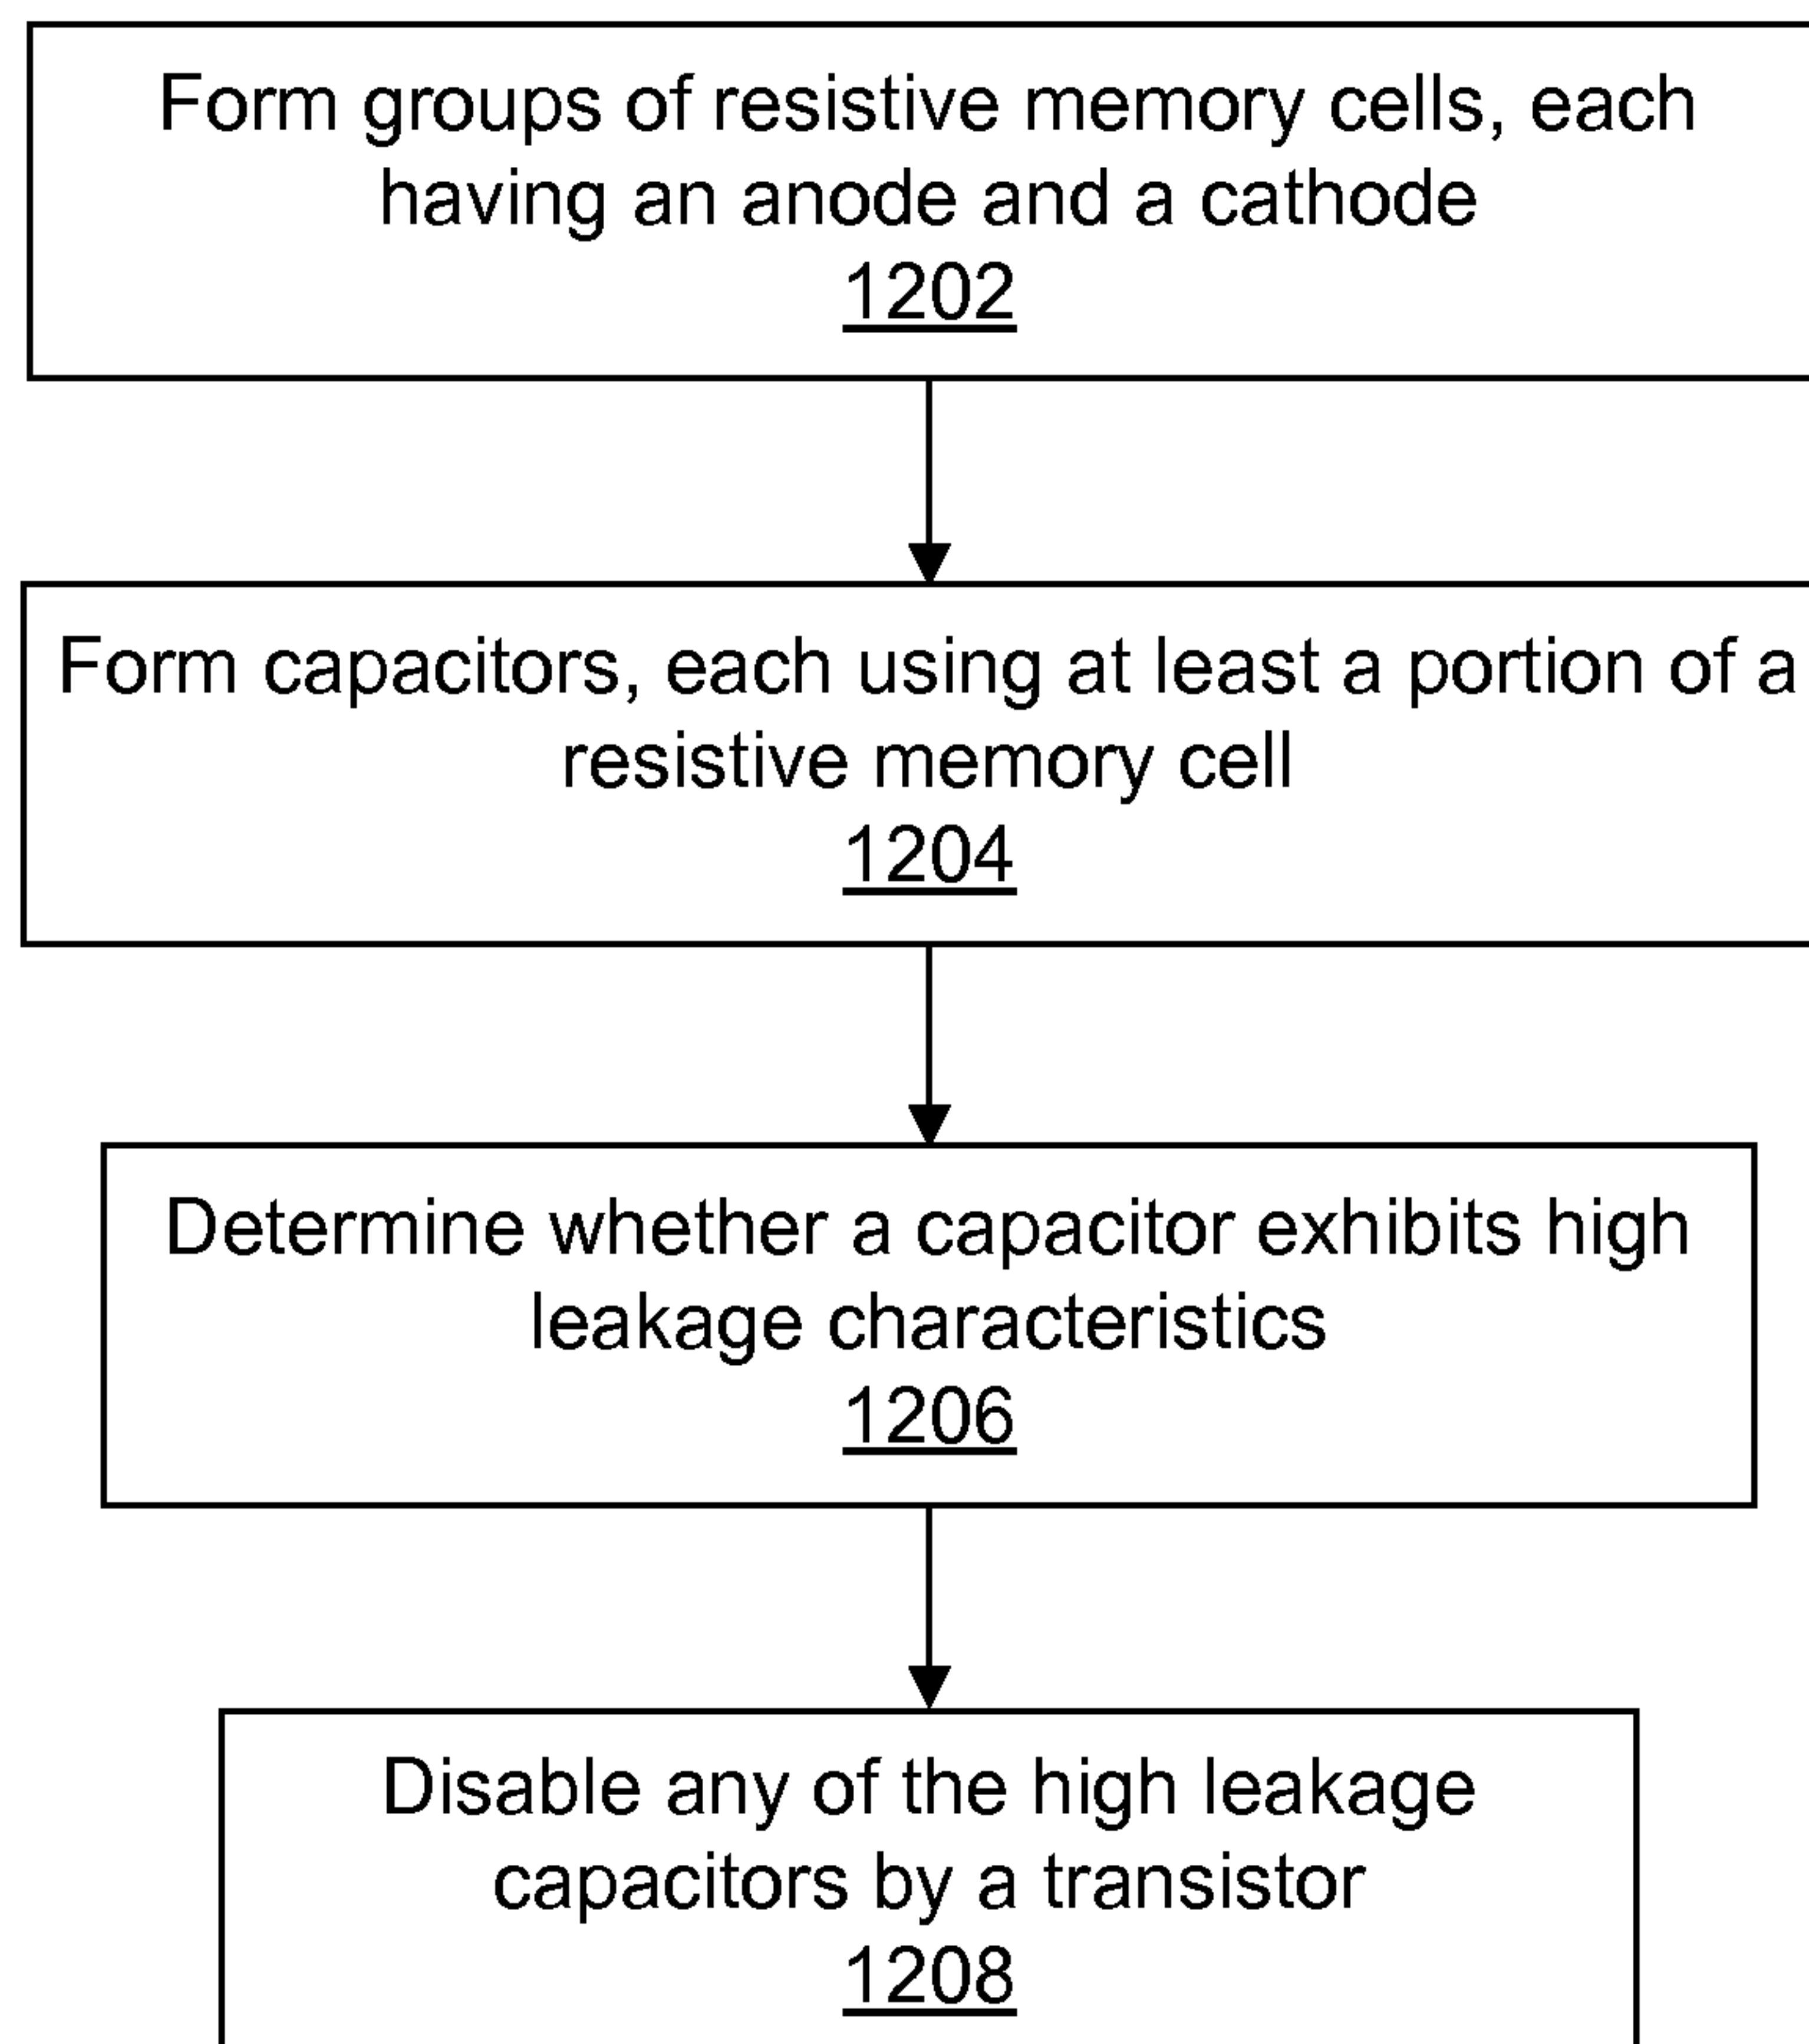 Form groups of resistive memory cells, each
having an anode and a cathode
1202
Form capacitors, each using at least a portion of a
resistive memory cell
1204
Determine whether a capacitor exhibits high
leakage characteristics
1206
Disable any of the high leakage
capacitors by a transistor
1208